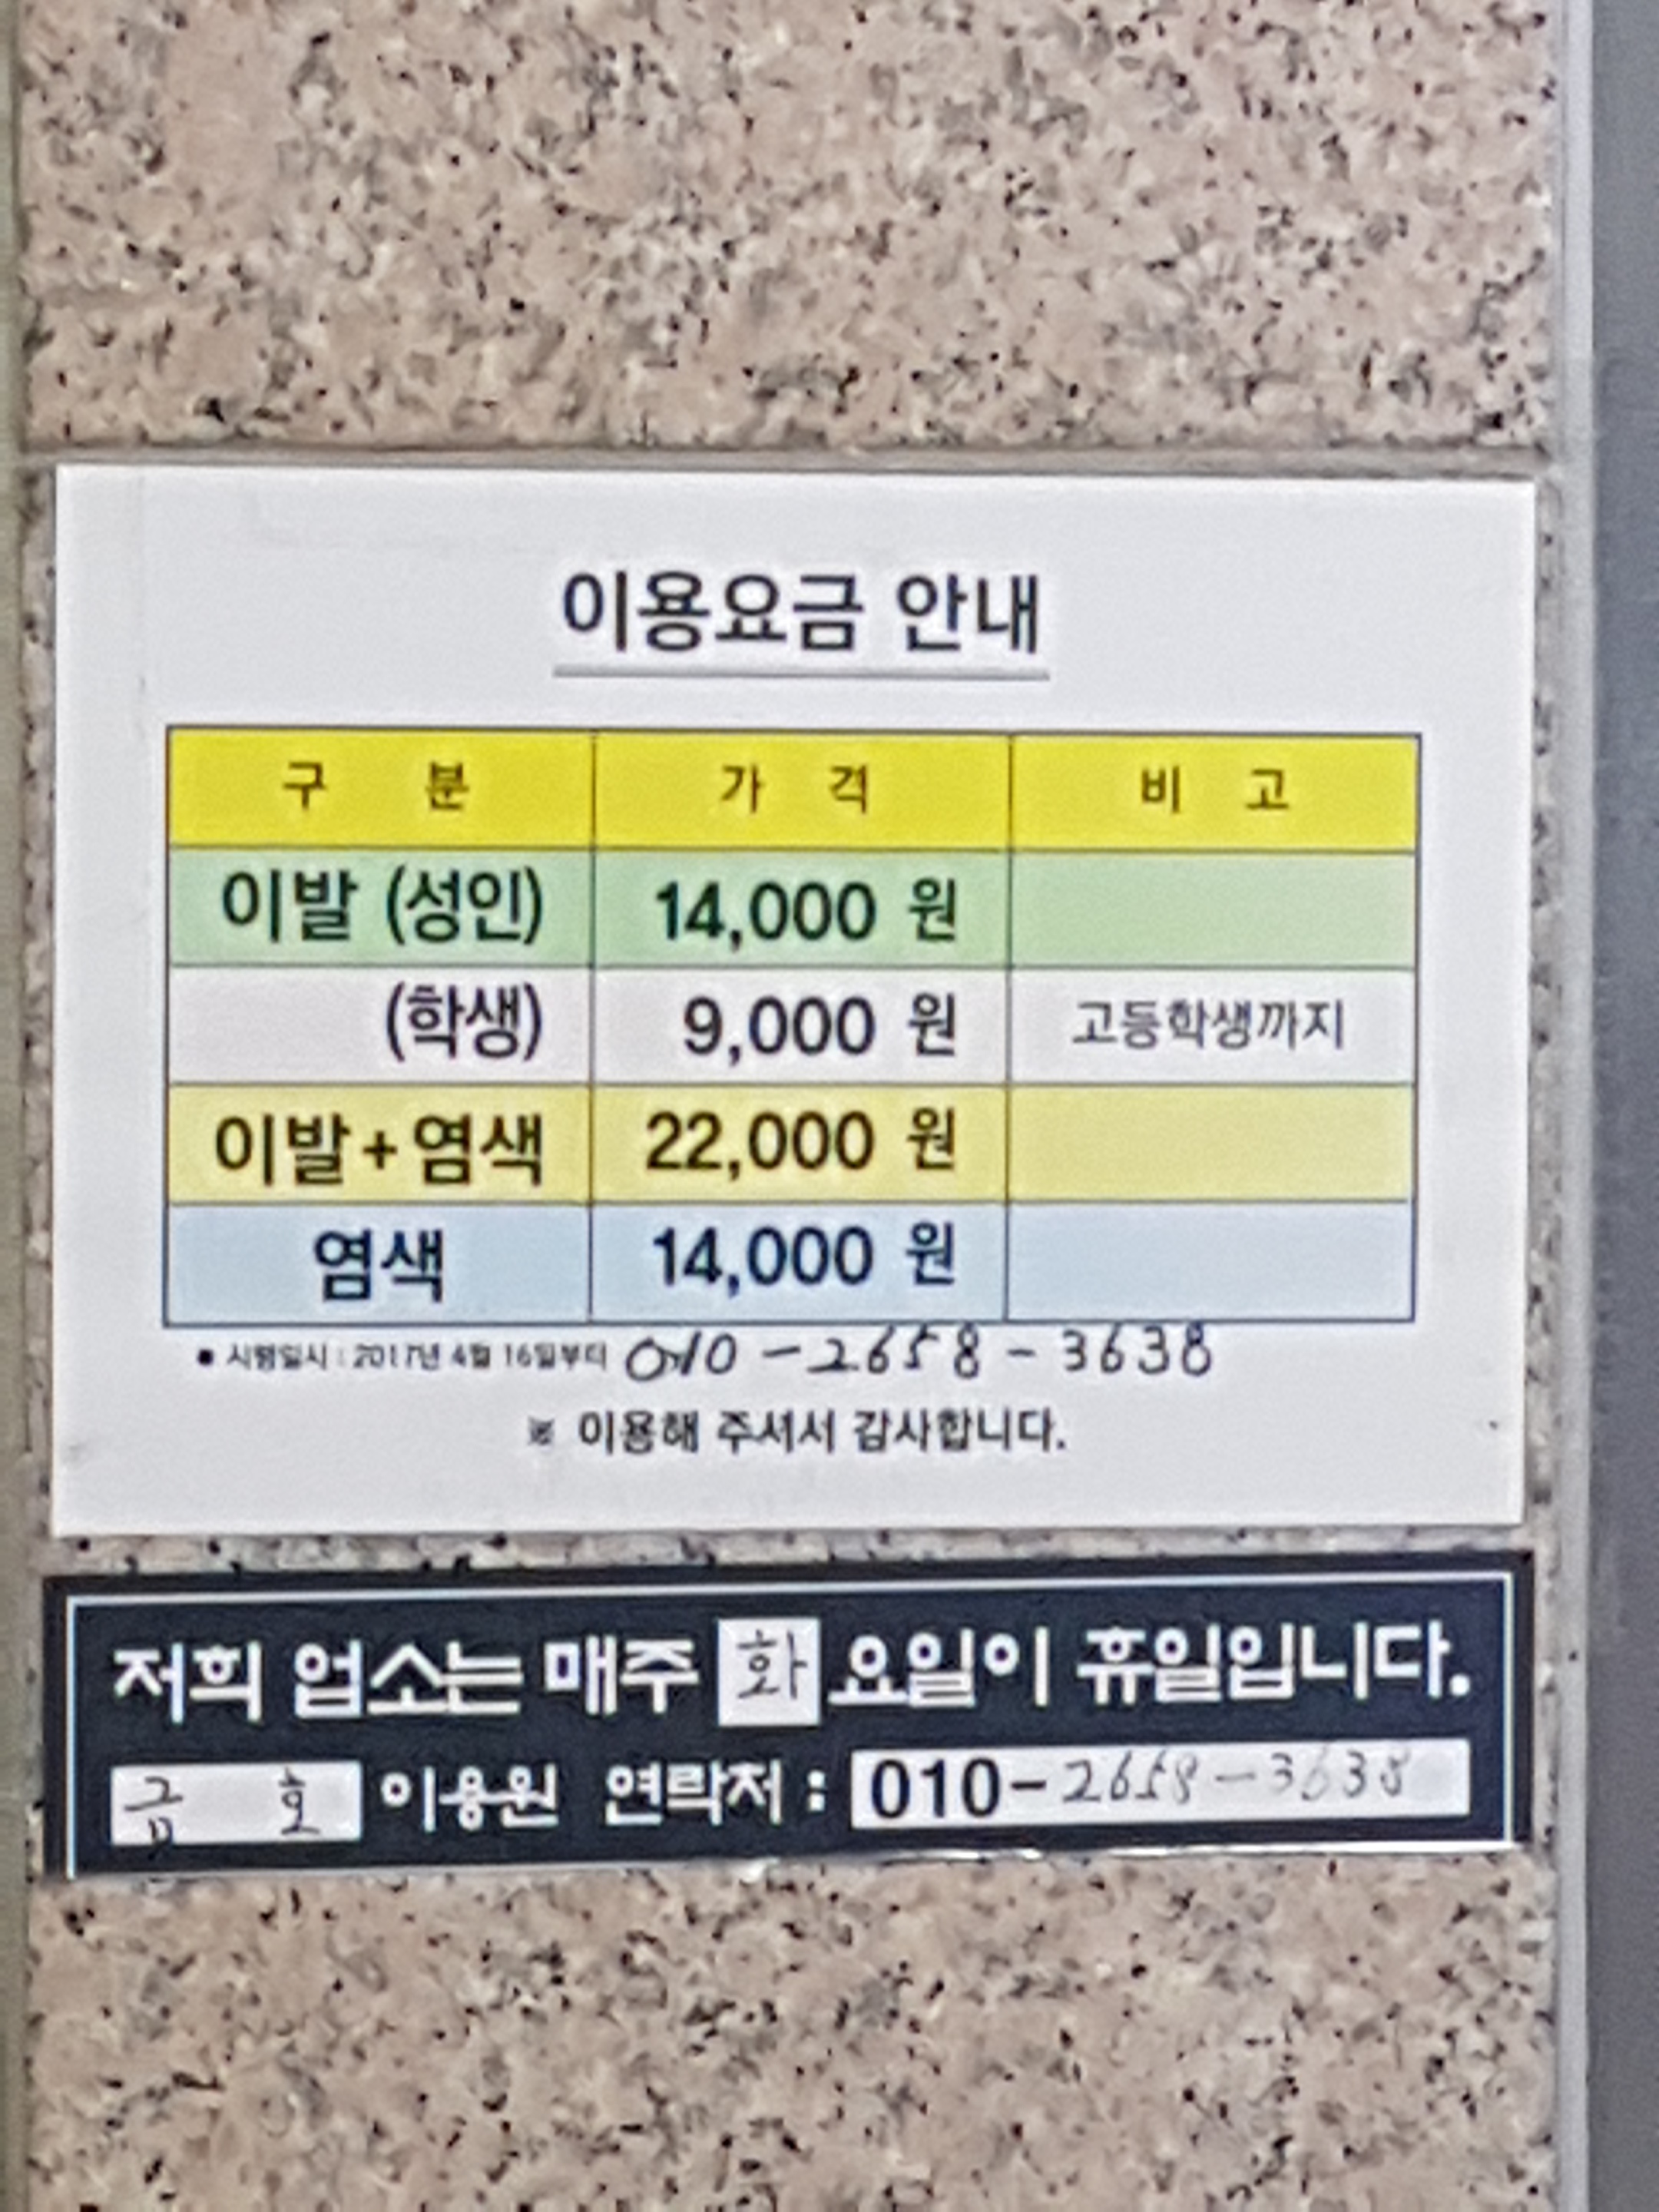 이용요금 안내
구 분 가 격 비 고
이발 (성인) 14,000 원
(학생) 9,000 원 고등학생까지
이발+염색 22,000 원
염색 14,000 원
● 시행일시 : 2017년 4월 16일부터 010-2658-3638
※ 이용해 주셔서 감사합니다.
저희 업소는 매주 화 요일이 휴일입니다.
금 호 이용원 연락처 : 010-2658-3638